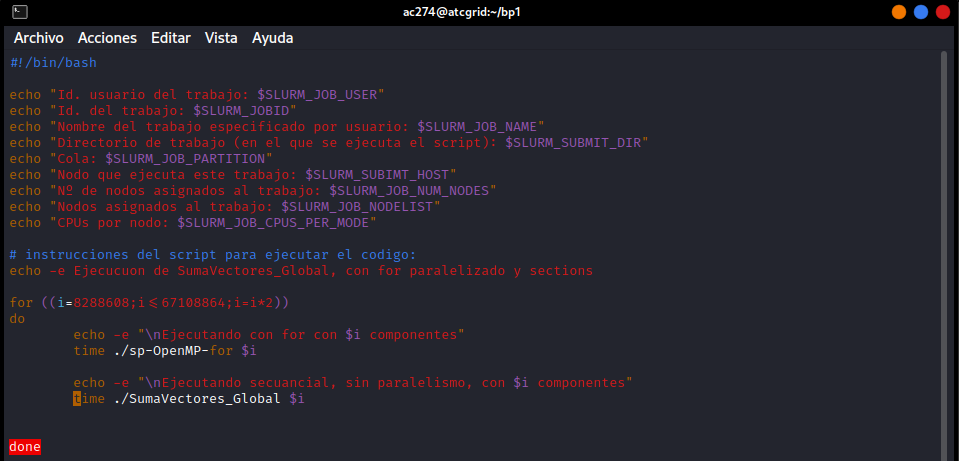 ac274@atcgrid:~/bp1
Archivo Acciones Editar Vista Ayuda
#!/bin/bash
echo "Id. usuario del trabajo: $SLURM_JOB_USER"
echo "Id. del trabajo: $SLURM_JOBID"
echo "Nombre del trabajo especificado por usuario: $SLURM_JOB_NAME"
echo "Directorio de trabajo (en el que se ejecuta el script): $SLURM_SUBMIT_DIR"
echo "Cola: $SLURM_JOB_PARTITION"
echo "Nodo que ejecuta este trabajo: $SLURM_SUBIMT_HOST"
echo "Nº de nodos asignados al trabajo: $SLURM_JOB_NUM_NODES"
echo "Nodos asignados al trabajo: $SLURM_JOB_NODELIST"
echo "CPUs por nodo: $SLURM_JOB_CPUS_PER_MODE"
# instrucciones del script para ejecutar el codigo:
echo -e Ejecucuon de SumaVectores_Global, con for paralelizado y sections
for ((i=8288608;i<=67108864;i=i*2))
do
echo -e "\nEjecutando con for con $i componentes"
time ./sp-OpenMP-for $i
echo -e "\nEjecutando secuancial, sin paralelismo, con $i componentes"
time ./SumaVectores_Global $i
done